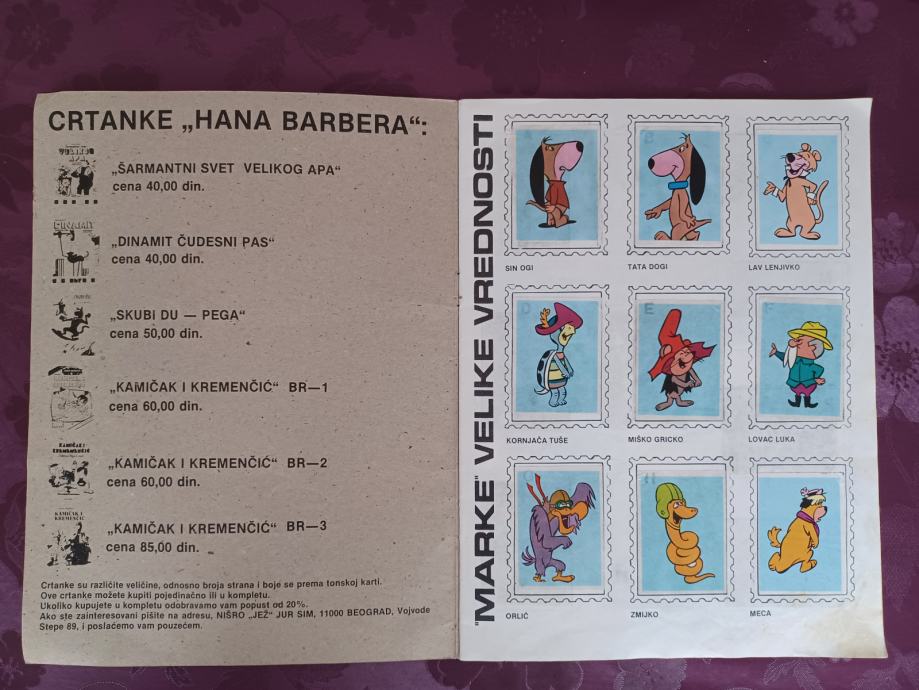 CRTANKE „HANA BARBERA“:
„ŠARMANTNI SVET VELIKOG APA“
cena 40,00 din.
„DINAMIT ČUDESNI PAS“
cena 40,00 din.
„SKUBI DU — PEGA“
cena 50,00 din.
„KAMIČAK I KREMENČIĆ“ BR—1
cena 60,00 din.
„KAMIČAK I KREMENČIĆ“ BR—2
cena 60,00 din.
„KAMIČAK I KREMENČIĆ“ BR—3
cena 85,00 din.
Crtanke su različite veličine, odnosno broja strana i boje se prema tonskoj karti.
Ove crtanke možete kupiti pojedinačno ili u kompletu.
Ukoliko kupujete u kompletu odobravamo vam popust od 20%.
Ako ste zainteresovani pišite na adresu, NIŠRO „JEŽ“ JUR SIM, 11000 BEOGRAD, Vojvode
Stepe 89, i poslaćemo vam pouzećem.
"MARKE" VELIKE VREDNOSTI
SIN OGI
TATA DOGI
LAV LENJIVKO
KORNJAČA TUŠE
MIŠKO GRICKO
LOVAC LUKA
ORLIĆ
ZMIJKO
MECA